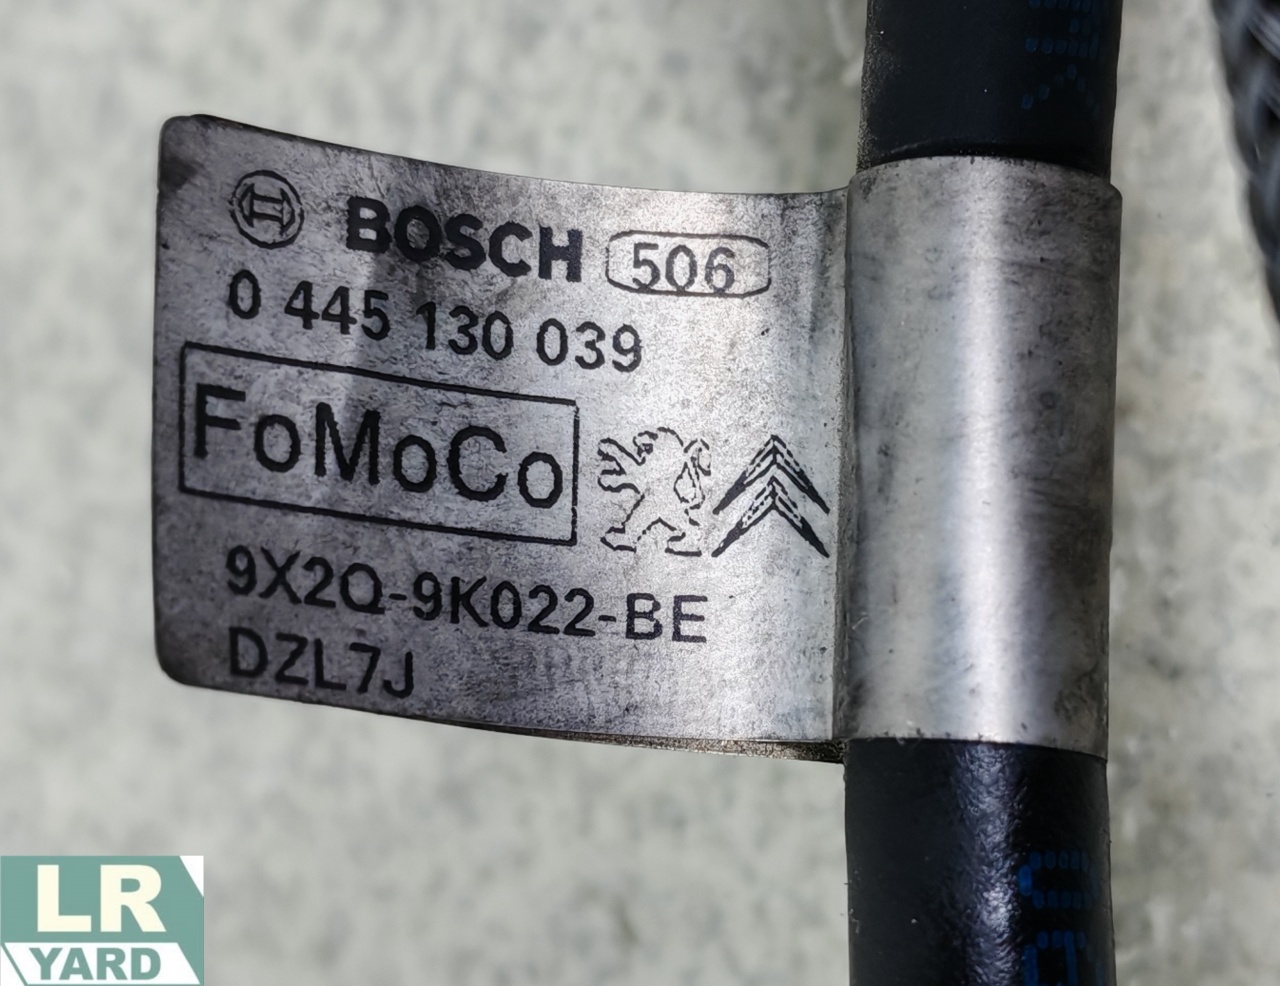 BOSCH 506
0 445 130 039
FoMoCo
9X2Q-9K022-BE
DZL7J
LR
YARD